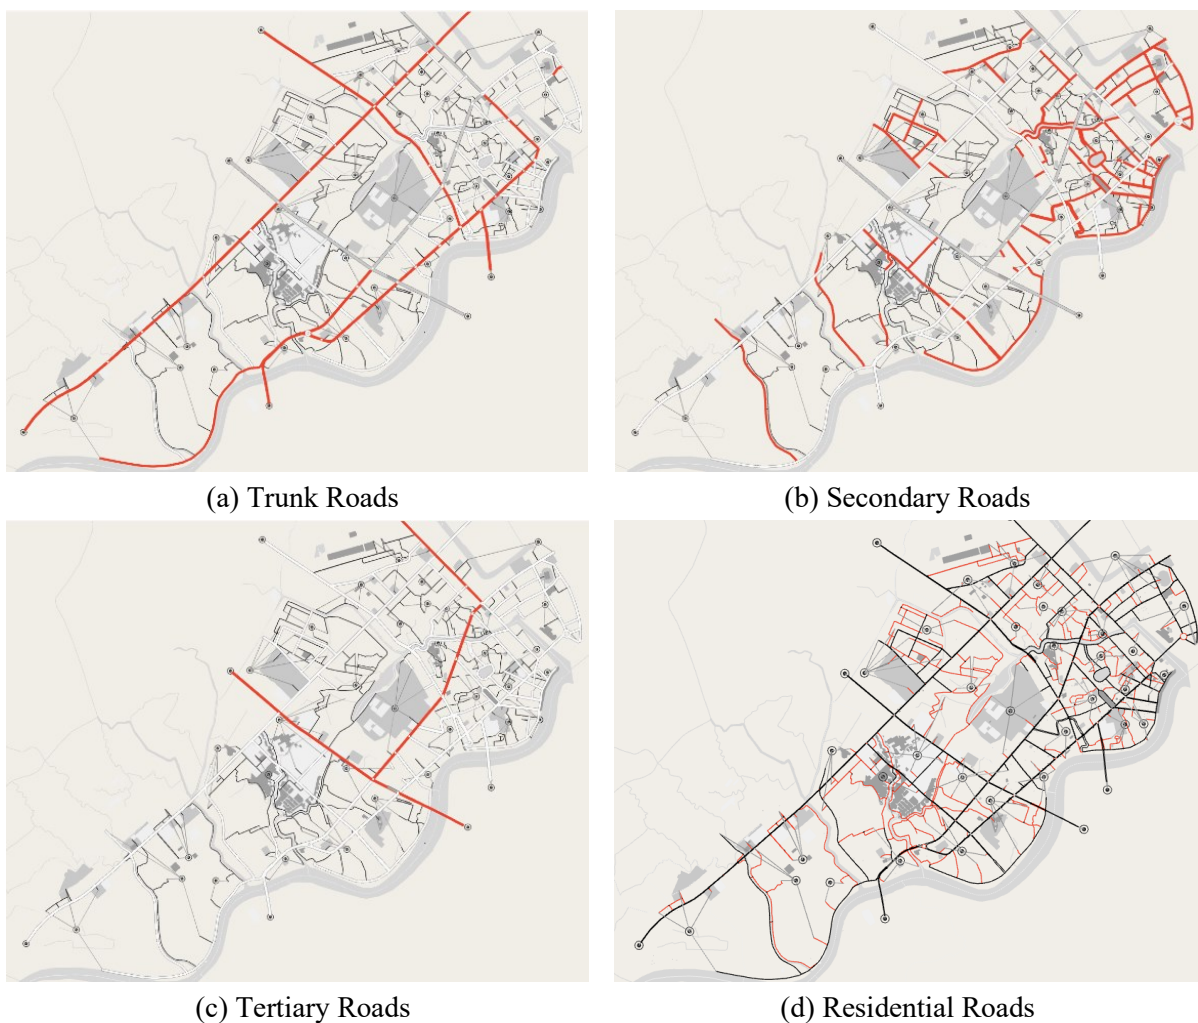 (a) Trunk Roads
(b) Secondary Roads
(c) Tertiary Roads
(d) Residential Roads